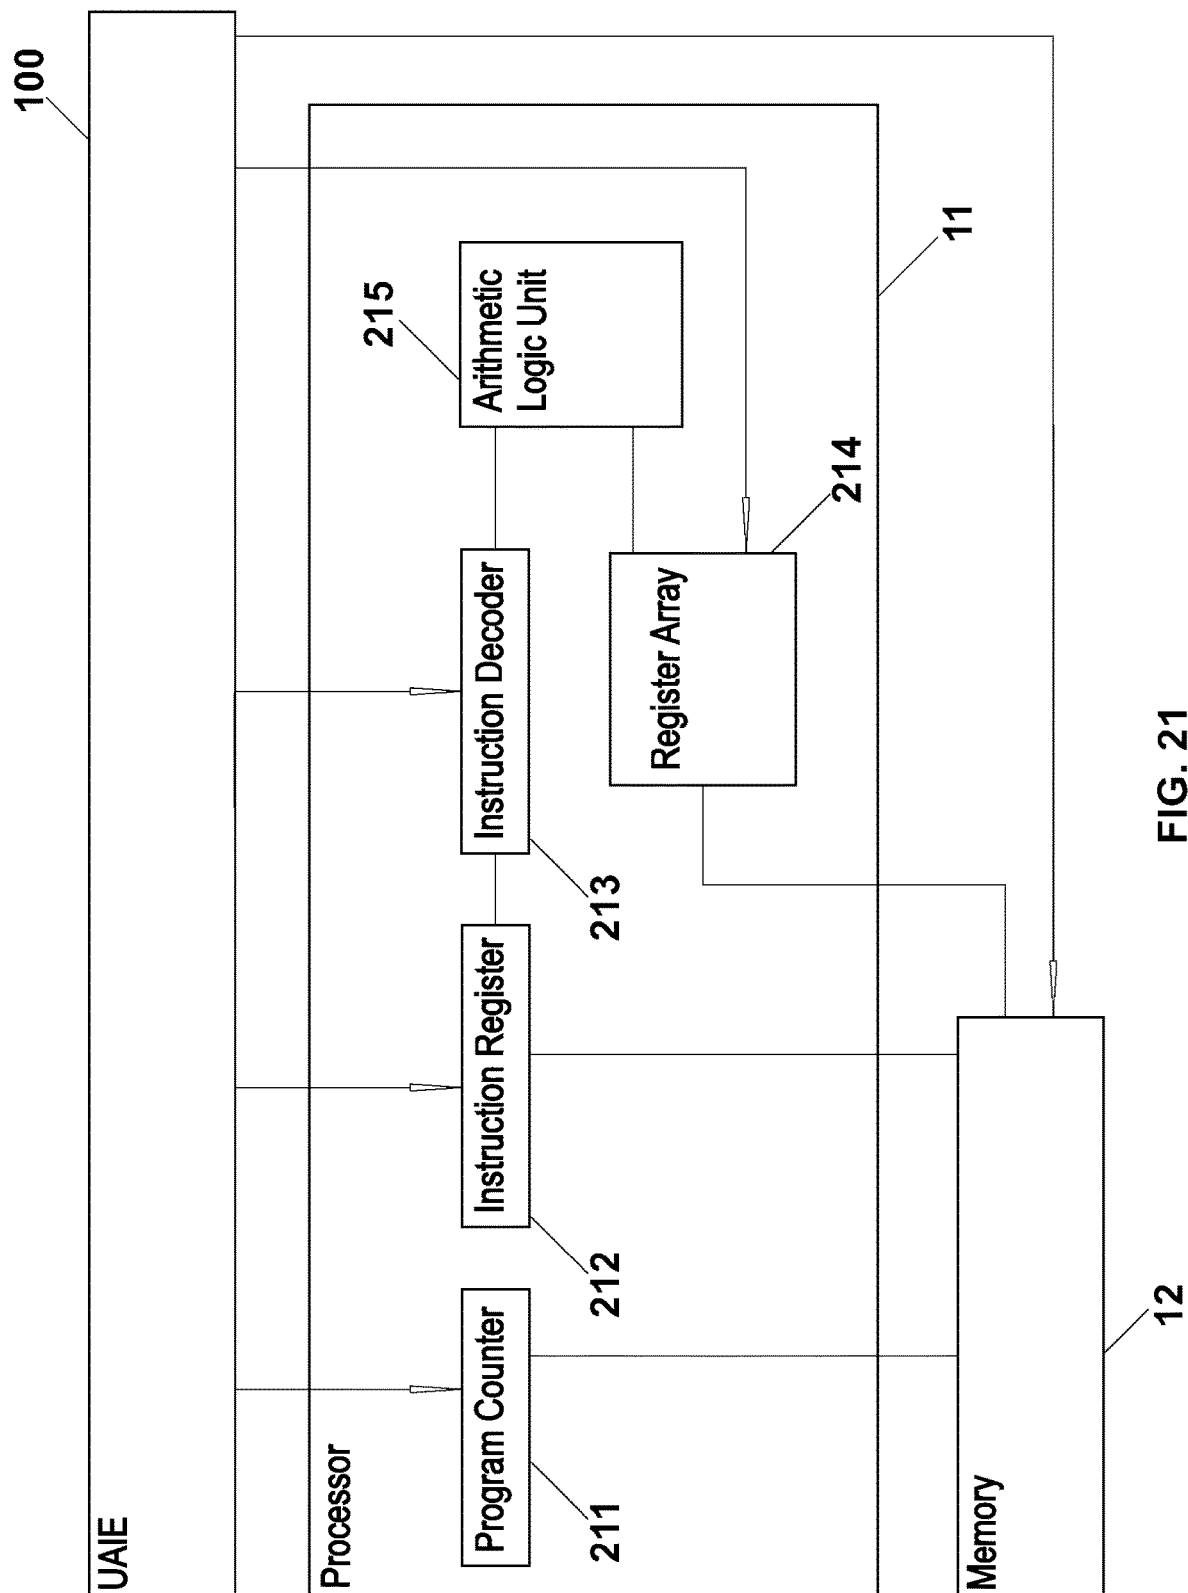 UAIE
100
Processor
215
Program Counter
Instruction Register
Instruction Decoder
Arithmetic
Logic Unit
211
212
213
Register Array
214
11
Memory
12
FIG. 21